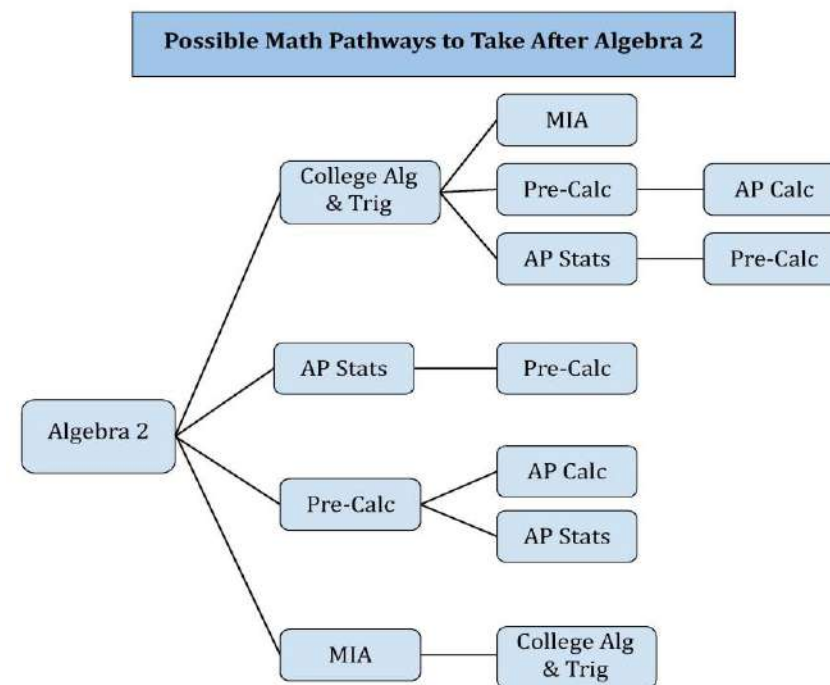 Possible Math Pathways to Take After Algebra 2
MIA
College Alg
& Trig
Pre-Calc
AP Calc
AP Stats
Pre-Calc
AP Stats
Pre-Calc
Algebra 2
AP Calc
Pre-Calc
AP Stats
MIA
College Alg
& Trig